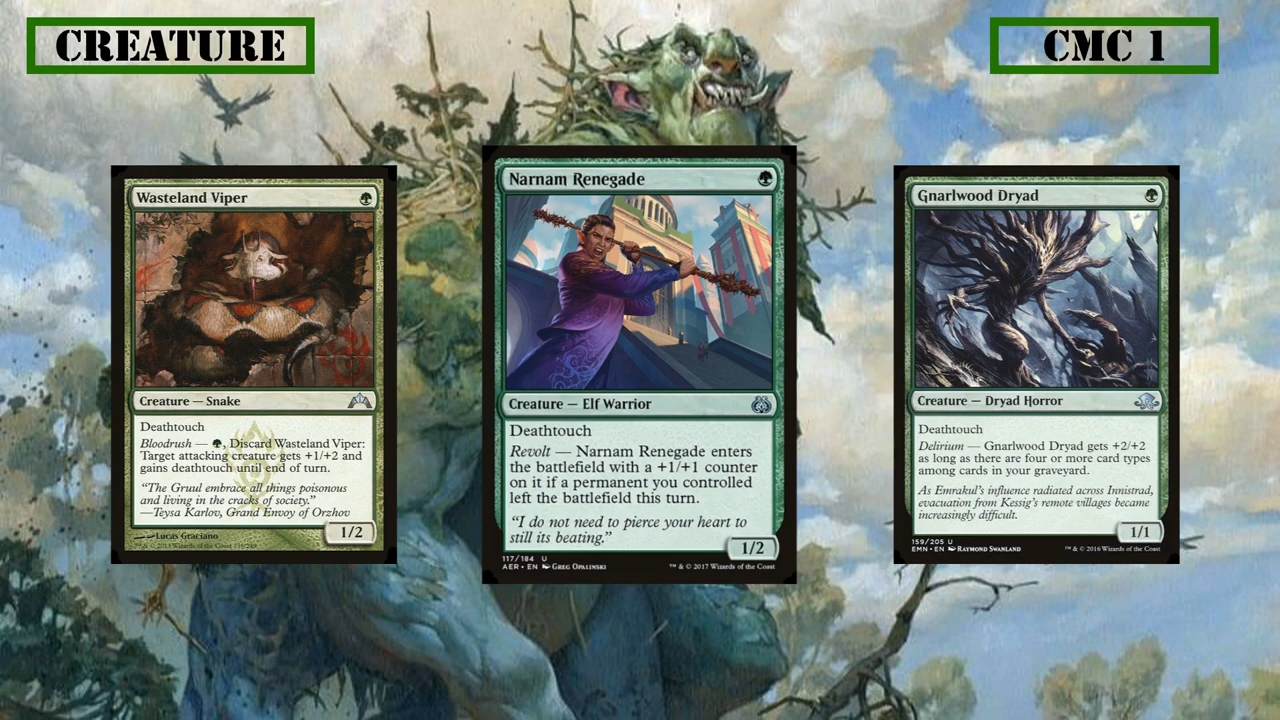 CREATURE
CMC 1
Wasteland Viper
Creature — Snake
Deathtouch
Bloodrush — , Discard Wasteland Viper:
Target attacking creature gets +1/+2 and
gains deathtouch until end of turn.
“The Gruul embrace all things poisonous
and living in the cracks of society.”
—Teysa Karlov, Grand Envoy of Orzhov
1/2
Lucas Graciano
Narnam Renegade
Creature — Elf Warrior
Deathtouch
Revolt — Narnam Renegade enters
the battlefield with a +1/+1 counter
on it if a permanent you controlled
left the battlefield this turn.
“I do not need to pierce your heart to
still its beating.”
1/2
117/184 U
AER • EN Greg Opalinski
™ & © 2017 Wizards of the Coast
Gnarlwood Dryad
Creature — Dryad Horror
Deathtouch
Delirium — Gnarlwood Dryad gets +2/+2
as long as there are four or more card types
among cards in your graveyard.
As Emrakul’s influence radiated across Innistrad,
evacuation from Kessig’s remote villages became
increasingly difficult.
1/1
159/205 U
EMN • EN Raymond Swanland
™ & © 2016 Wizards of the Coast